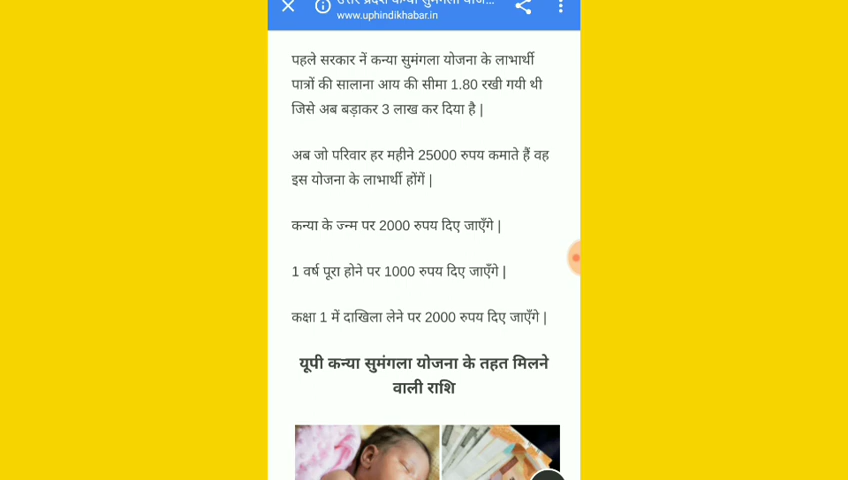 www.uphindikhabar.in
पहले सरकार नें कन्या सुमंगला योजना के लाभार्थी
पात्रों की सालाना आय की सीमा 1.80 रखी गयी थी
जिसे अब बड़ाकर 3 लाख कर दिया है |
अब जो परिवार हर महीने 25000 रुपय कमाते हैं वह
इस योजना के लाभार्थी होंगें |
कन्या के ज्न्म पर 2000 रुपय दिए जाएँगे |
1 वर्ष पूरा होने पर 1000 रुपय दिए जाएँगे |
कक्षा 1 में दाखिला लेने पर 2000 रुपय दिए जाएँगे |
यूपी कन्या सुमंगला योजना के तहत मिलने
वाली राशि